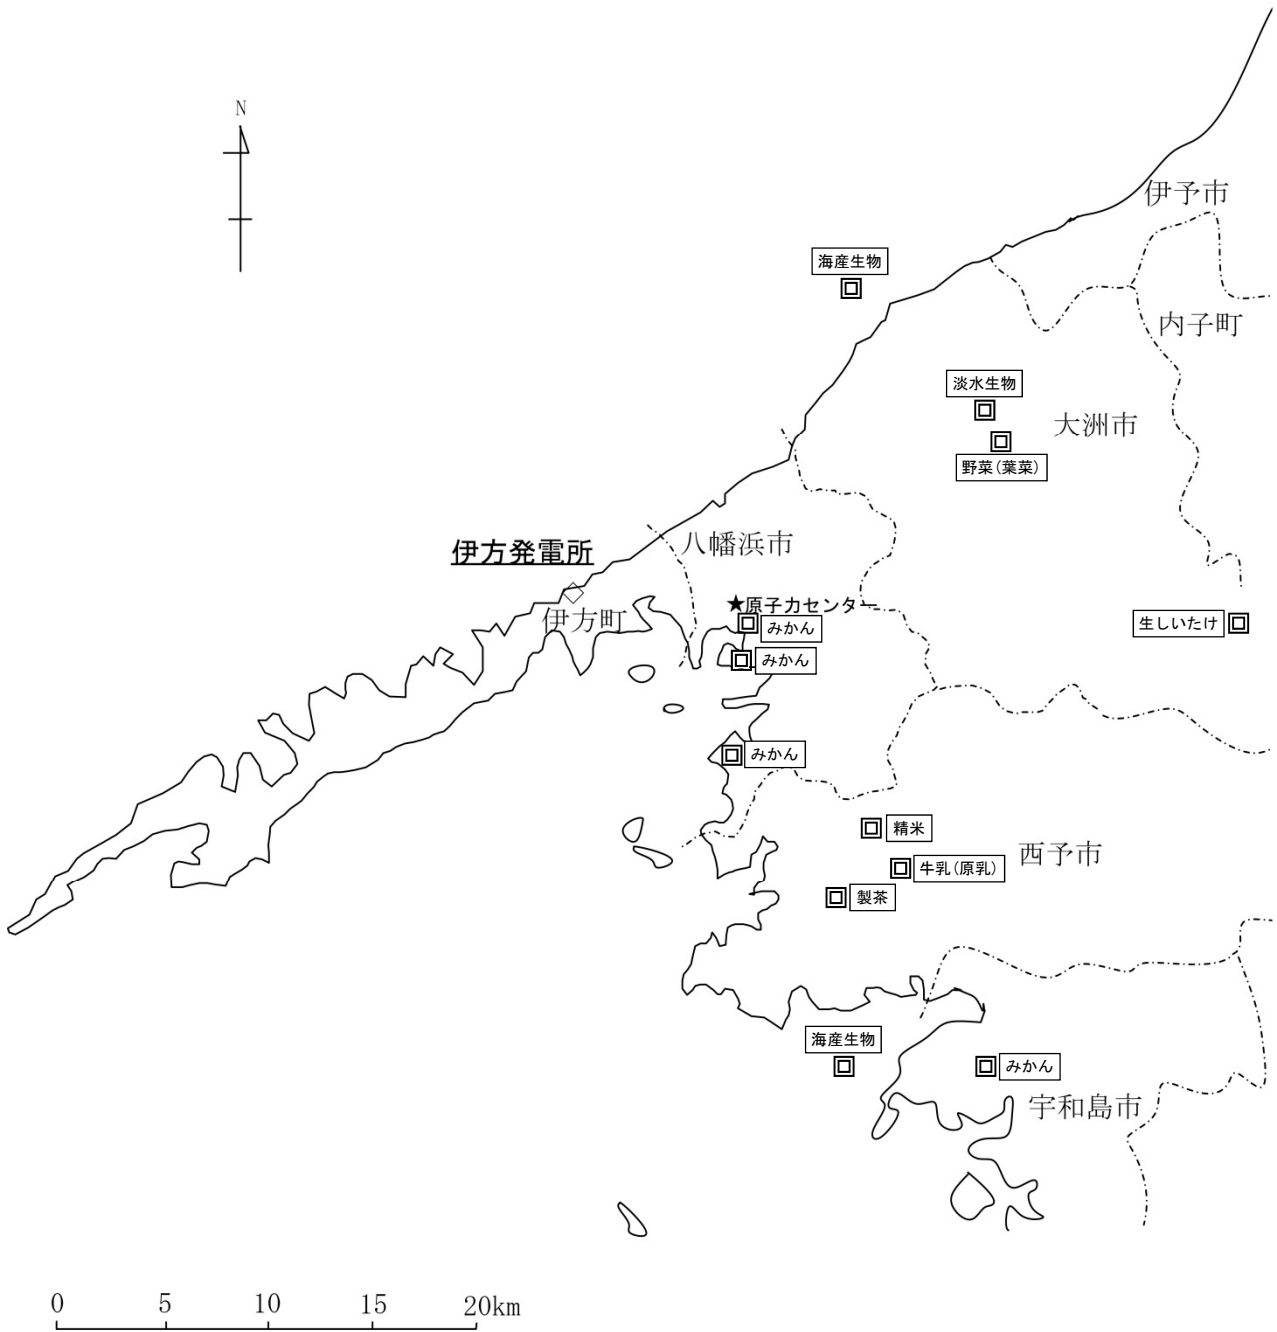 N
伊予市
海産生物
内子町
淡水生物
大洲市
野菜(葉菜)
八幡浜市
伊方発電所
★原子力センター
伊方町
みかん
生しいたけ
みかん
みかん
精米
西予市
牛乳(原乳)
製茶
海産生物
みかん
宇和島市
0 5 10 15 20km